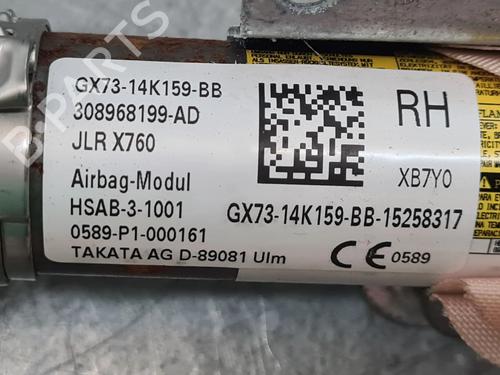 GX73-14K159-BB
308968199-AD
JLR X760
Airbag-Modul
HSAB-3-1001
0589-P1-000161
TAKATA AG D-89081 Ulm
RH
XB7Y0
GX73-14K159-BB-15258317
CE 0589
B-PARTS